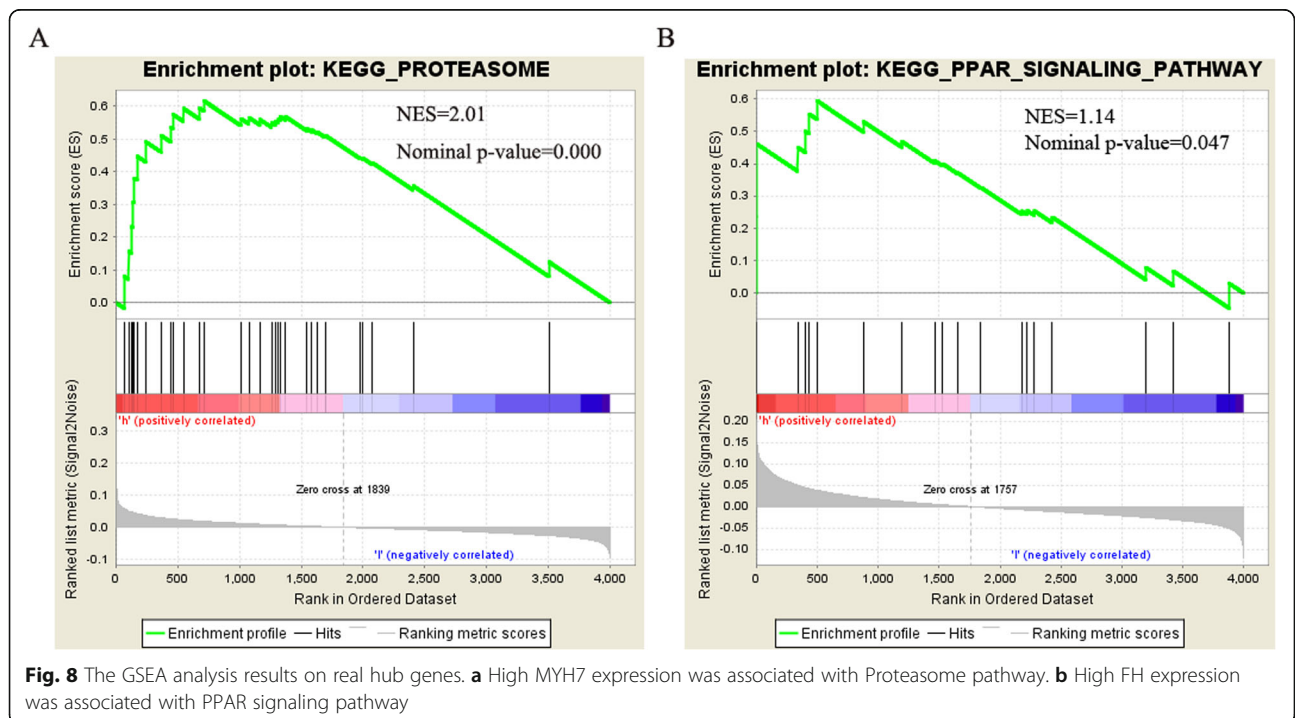 A
Enrichment plot: KEGG_PROTEASOME
NES=2.01
Nominal p-value=0.000
Enrichment score (ES)
0.6
0.5
0.4
0.3
0.2
0.1
0.0
'h' (positively correlated)
Zero cross at 1839
'l' (negatively correlated)
Ranked list metric (Signal2Noise)
0.3
0.2
0.1
0.0
-0.1
0 500 1,000 1,500 2,000 2,500 3,000 3,500 4,000
Rank in Ordered Dataset
Enrichment profile Hits Ranking metric scores
B
Enrichment plot: KEGG_PPAR_SIGNALING_PATHWAY
NES=1.14
Nominal p-value=0.047
Enrichment score (ES)
0.6
0.5
0.4
0.3
0.2
0.1
0.0
'h' (positively correlated)
Zero cross at 1757
'l' (negatively correlated)
Ranked list metric (Signal2Noise)
0.20
0.15
0.10
0.05
0.00
-0.05
-0.10
0 500 1,000 1,500 2,000 2,500 3,000 3,500 4,000
Rank in Ordered Dataset
Enrichment profile Hits Ranking metric scores
Fig. 8 The GSEA analysis results on real hub genes. a High MYH7 expression was associated with Proteasome pathway. b High FH expression
was associated with PPAR signaling pathway